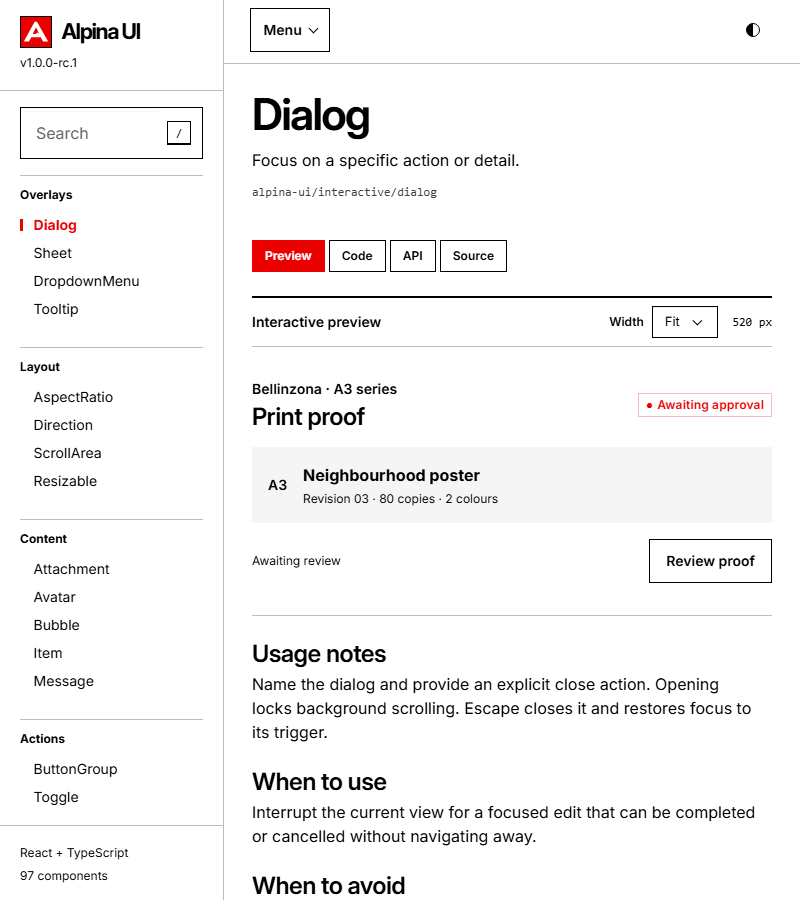 Alpina UI
v1.0.0-rc.1
Search
/
Overlays
Dialog
Sheet
DropdownMenu
Tooltip
Layout
AspectRatio
Direction
ScrollArea
Resizable
Content
Attachment
Avatar
Bubble
Item
Message
Actions
ButtonGroup
Toggle
React + TypeScript
97 components
Menu
Dialog
Focus on a specific action or detail.
alpina-ui/interactive/dialog
Preview
Code
API
Source
Interactive preview
Width
Fit
520 px
Bellinzona · A3 series
Print proof
Awaiting approval
A3
Neighbourhood poster
Revision 03 · 80 copies · 2 colours
Awaiting review
Review proof
Usage notes
Name the dialog and provide an explicit close action. Opening
locks background scrolling. Escape closes it and restores focus to
its trigger.
When to use
Interrupt the current view for a focused edit that can be completed
or cancelled without navigating away.
When to avoid